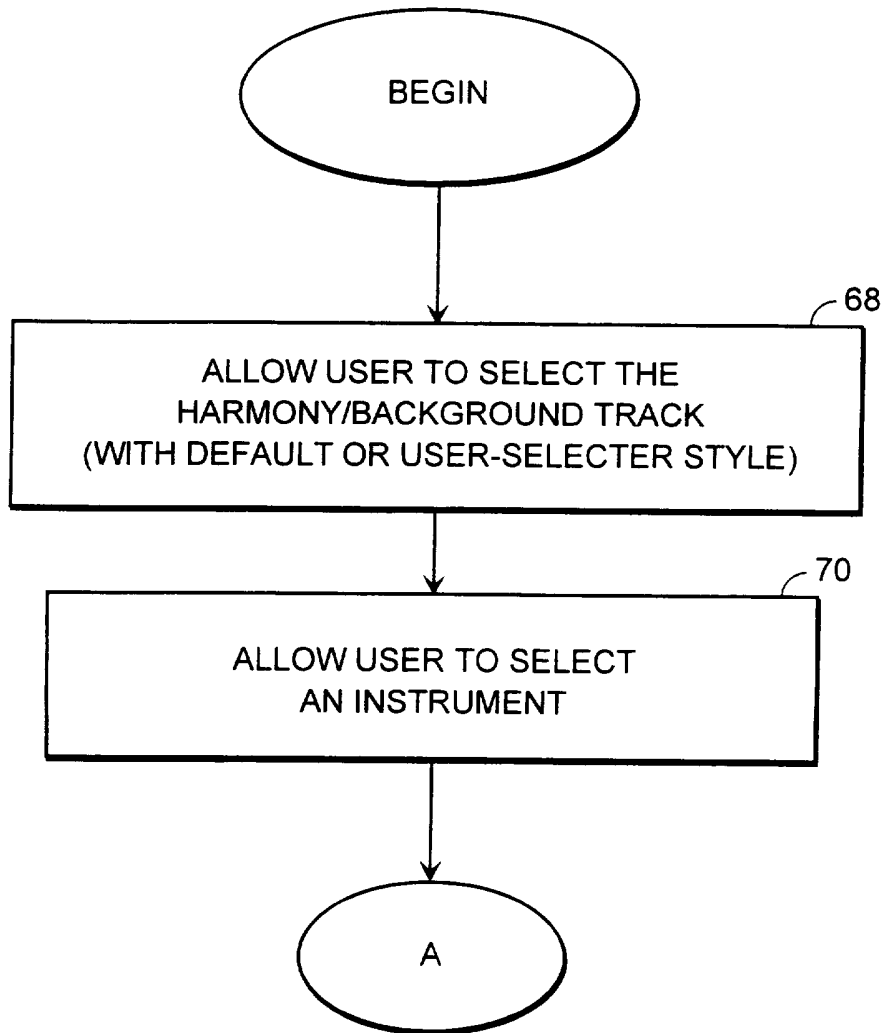 BEGIN
68
ALLOW USER TO SELECT THE
HARMONY/BACKGROUND TRACK
(WITH DEFAULT OR USER-SELECTER STYLE)
70
ALLOW USER TO SELECT
AN INSTRUMENT
A